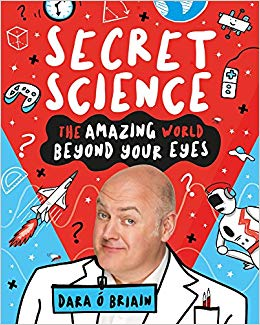 SECRET
SCIENCE
THE AMAZING WORLD
BEYOND YOUR EYES
DARA Ó BRIAIN